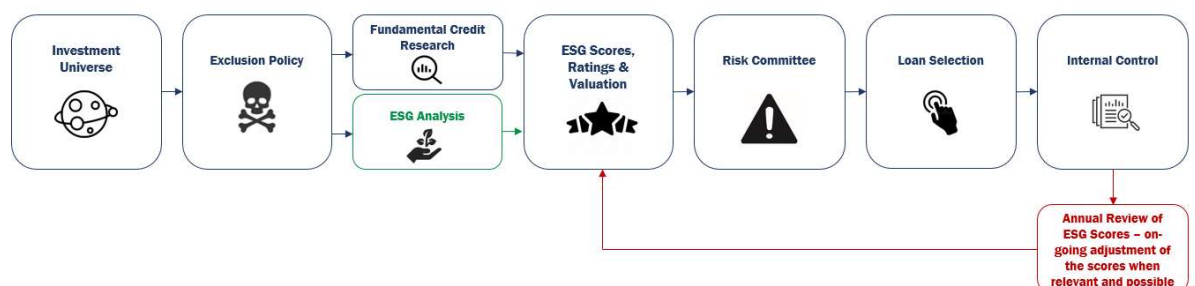 Investment
Universe
Exclusion Policy
Fundamental Credit
Research
ESG Analysis
ESG Scores,
Ratings &
Valuation
Risk Committee
Loan Selection
Internal Control
Annual Review of
ESG Scores – on-
going adjustment of
the scores when
relevant and possible